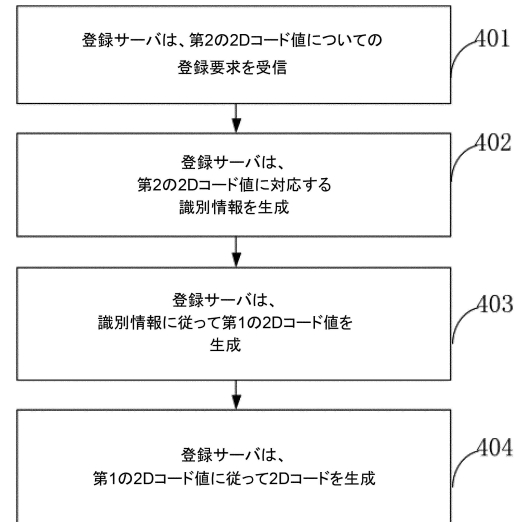 登録サーバは、第2の2Dコード値についての
登録要求を受信
401
登録サーバは、
第2の2Dコード値に対応する
識別情報を生成
402
登録サーバは、
識別情報に従って第1の2Dコード値を
生成
403
登録サーバは、
第1の2Dコード値に従って2Dコードを生成
404